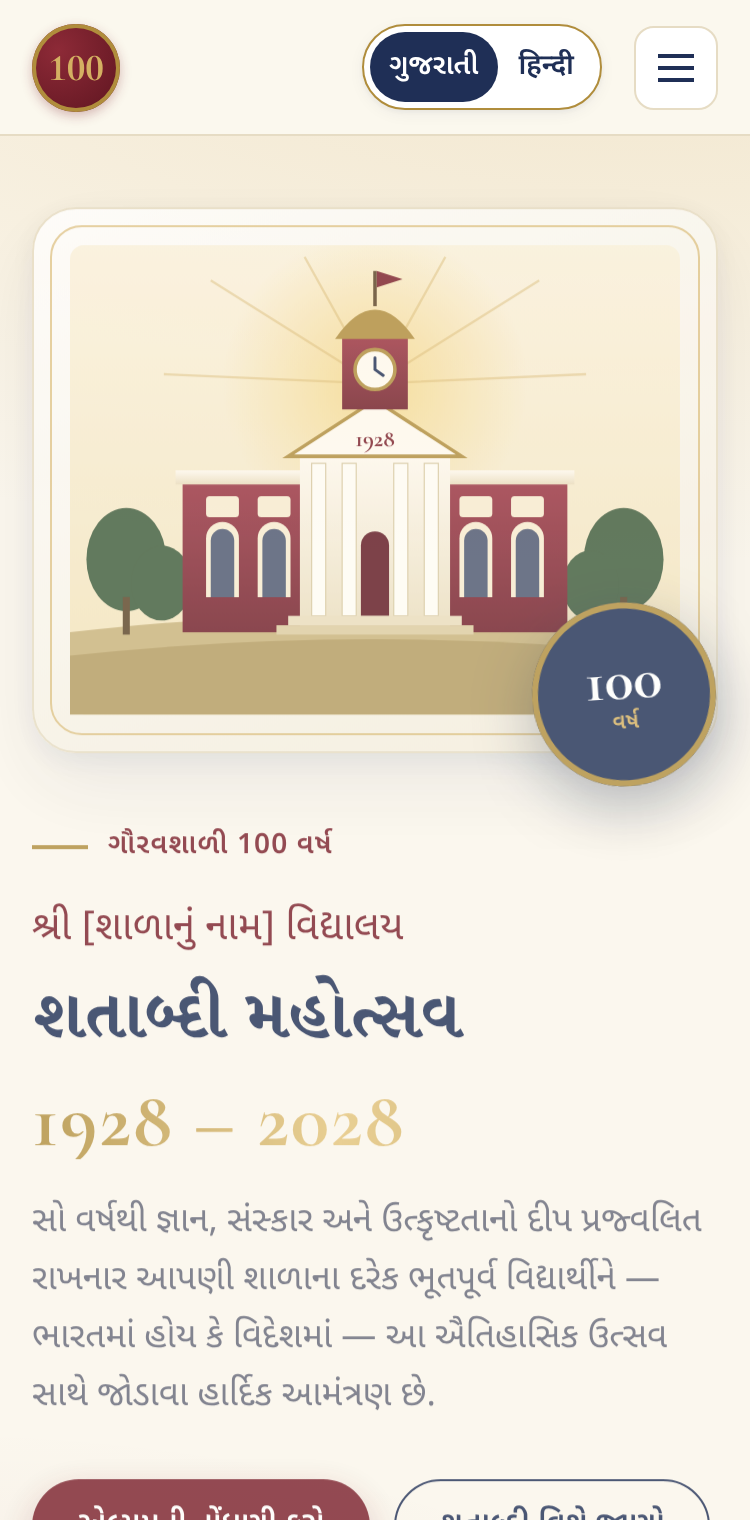 100
ગુજરાતી
हिन्दी
1928
100
વર્ષ
ગૌરવશાળી 100 વર્ષ
શ્રી [શાળાનું નામ] વિદ્યાલય
શતાબ્દી મહોત્સવ
1928 – 2028
સો વર્ષથી જ્ઞાન, સંસ્કાર અને ઉત્કૃષ્ટતાનો દીપ પ્રજ્વલિત
રાખનાર આપણી શાળાના દરેક ભૂતપૂર્વ વિદ્યાર્થીને —
ભારતમાં હોય કે વિદેશમાં — આ ઐતિહાસિક ઉત્સવ
સાથે જોડાવા હાર્દિક આમંત્રણ છે.